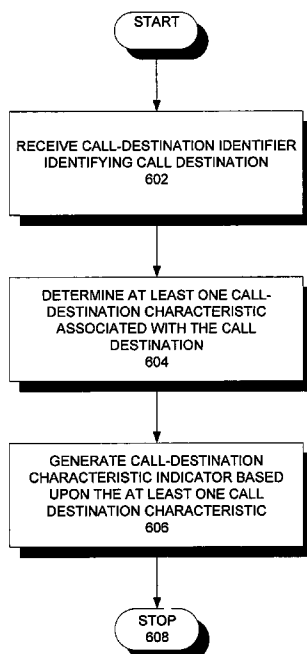 START
RECEIVE CALL-DESTINATION IDENTIFIER
IDENTIFYING CALL DESTINATION
602
DETERMINE AT LEAST ONE CALL-
DESTINATION CHARACTERISTIC
ASSOCIATED WITH THE CALL
DESTINATION
604
GENERATE CALL-DESTINATION
CHARACTERISTIC INDICATOR BASED
UPON THE AT LEAST ONE CALL
DESTINATION CHARACTERISTIC
606
STOP
608